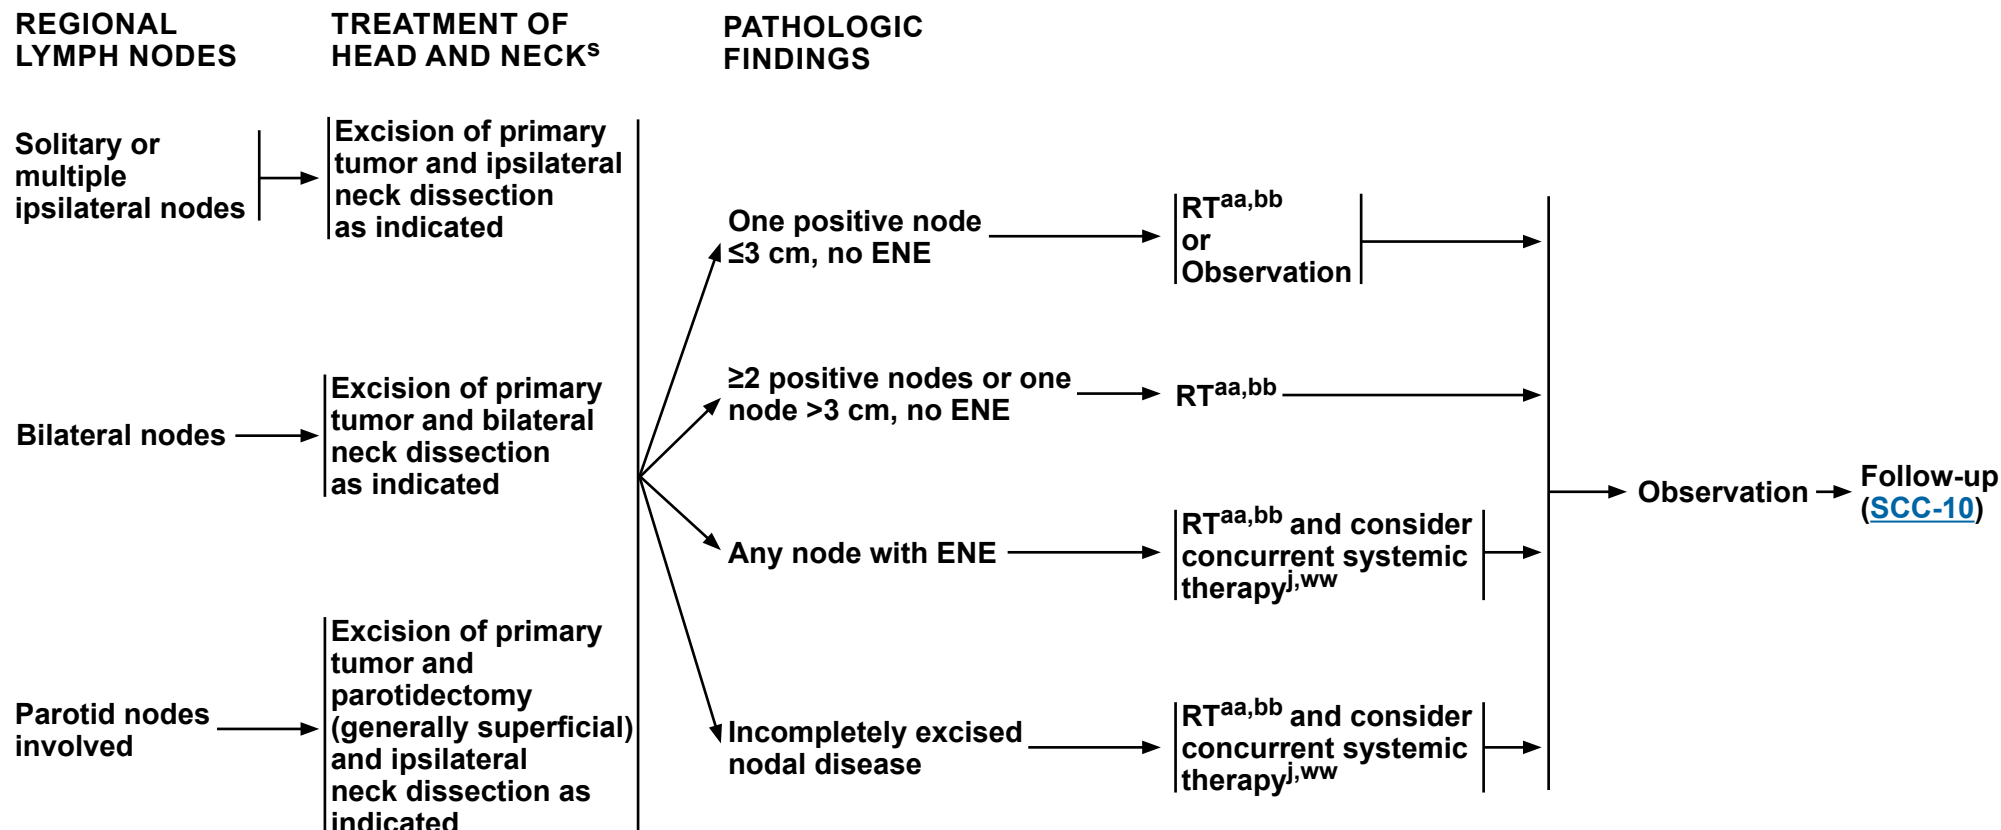 REGIONAL
LYMPH NODES
TREATMENT OF
HEAD AND NECKs
PATHOLOGIC
FINDINGS
Solitary or
multiple
ipsilateral nodes
Excision of primary
tumor and ipsilateral
neck dissection
as indicated
Bilateral nodes
Excision of primary
tumor and bilateral
neck dissection
as indicated
Parotid nodes
involved
Excision of primary
tumor and
parotidectomy
(generally superficial)
and ipsilateral
neck dissection as
indicated
One positive node
≤3 cm, no ENE
RTaa,bb
or
Observation
≥2 positive nodes or one
node >3 cm, no ENE
RTaa,bb
Any node with ENE
RTaa,bb and consider
concurrent systemic
therapyj,ww
Incompletely excised
nodal disease
RTaa,bb and consider
concurrent systemic
therapyj,ww
Observation
Follow-up
(SCC-10)